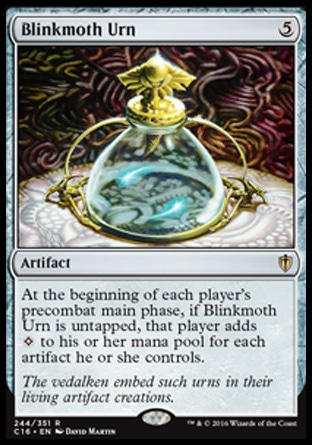 Blinkmoth Urn 5
Artifact
At the beginning of each player's
precombat main phase, if Blinkmoth
Urn is untapped, that player adds
◇ to his or her mana pool for each
artifact he or she controls.
The vedalken embed such urns in their
living artifact creations.
244/351 R
C16 • EN DAVID MARTIN
™ & © 2016 Wizards of the Coast